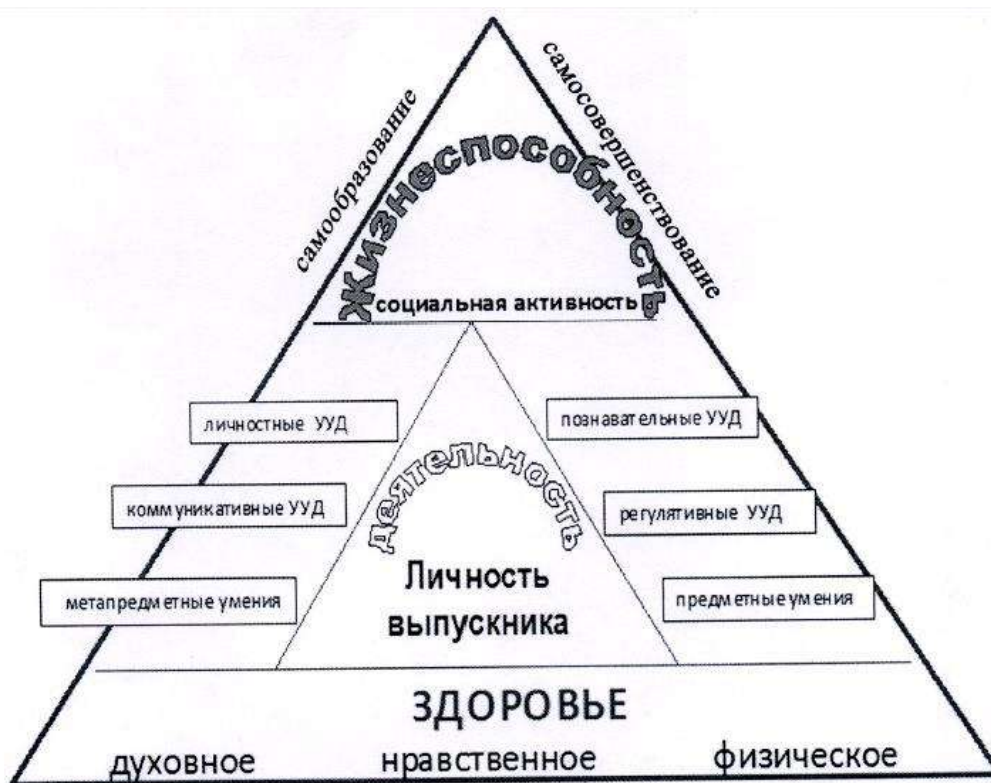 самообразование
самосовершенствование
Жизнеспособность
социальная активность
личностные УУД
познавательные УУД
деятельность
коммуникативные УУД
регулятивные УУД
Личность
выпускника
метапредметные умения
предметные умения
ЗДОРОВЬЕ
духовное нравственное физическое